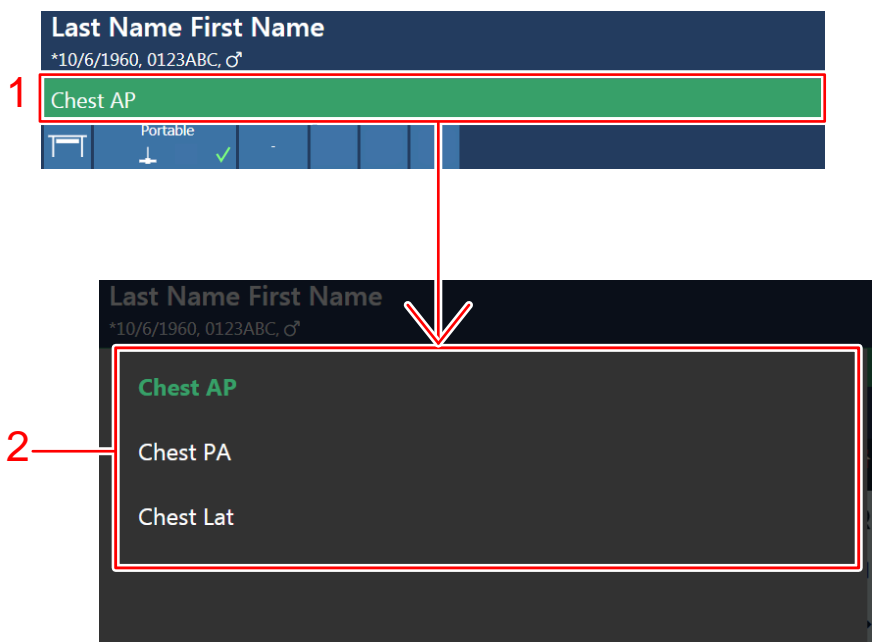 Last Name First Name
*10/6/1960, 0123ABC, ♂
1
Chest AP
Portable
-
Last Name First Name
*10/6/1960, 0123ABC, ♂
Chest AP
2
Chest PA
Chest Lat